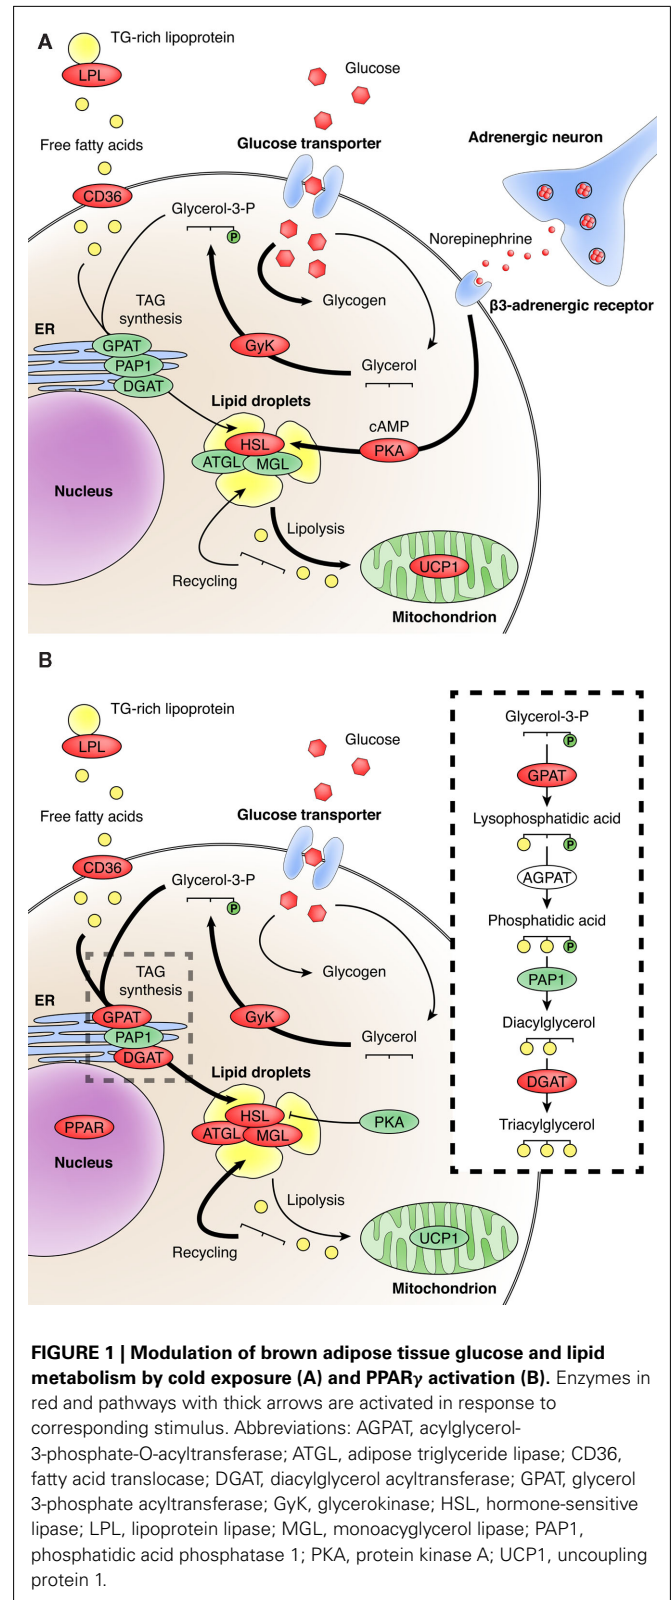 A
TG-rich lipoprotein
LPL
Glucose
Free fatty acids
Glucose transporter
Adrenergic neuron
CD36
Glycerol-3-P
P
Norepinephrine
Glycogen
β3-adrenergic receptor
TAG
synthesis
ER
GPAT
PAP1
DGAT
GyK
Glycerol
Lipid droplets
cAMP
HSL
PKA
ATGL
MGL
Nucleus
Lipolysis
Recycling
UCP1
Mitochondrion
B
TG-rich lipoprotein
LPL
Glucose
Free fatty acids
Glucose transporter
CD36
Glycerol-3-P
P
TAG
synthesis
Glycogen
ER
GPAT
PAP1
DGAT
GyK
Glycerol
Lipid droplets
HSL
PKA
ATGL
MGL
PPAR
Nucleus
Lipolysis
Recycling
UCP1
Mitochondrion
Glycerol-3-P
P
GPAT
Lysophosphatidic acid
P
AGPAT
Phosphatidic acid
P
PAP1
Diacylglycerol
DGAT
Triacylglycerol
FIGURE 1 | Modulation of brown adipose tissue glucose and lipid
metabolism by cold exposure (A) and PPARγ activation (B). Enzymes in
red and pathways with thick arrows are activated in response to
corresponding stimulus. Abbreviations: AGPAT, acylglycerol-
3-phosphate-O-acyltransferase; ATGL, adipose triglyceride lipase; CD36,
fatty acid translocase; DGAT, diacylglycerol acyltransferase; GPAT, glycerol
3-phosphate acyltransferase; GyK, glycerokinase; HSL, hormone-sensitive
lipase; LPL, lipoprotein lipase; MGL, monoacyglycerol lipase; PAP1,
phosphatidic acid phosphatase 1; PKA, protein kinase A; UCP1, uncoupling
protein 1.